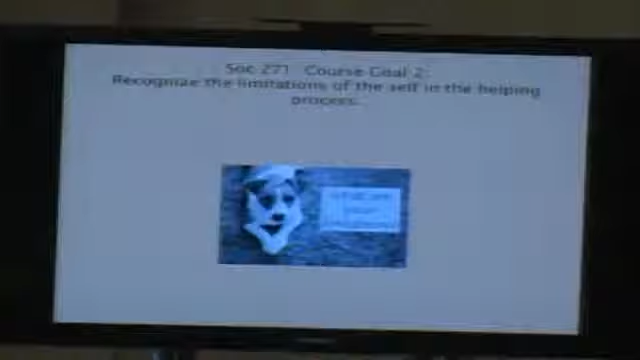 Soc 271 Course Goal 2:
Recognize the limitations of the self in the helping
process.